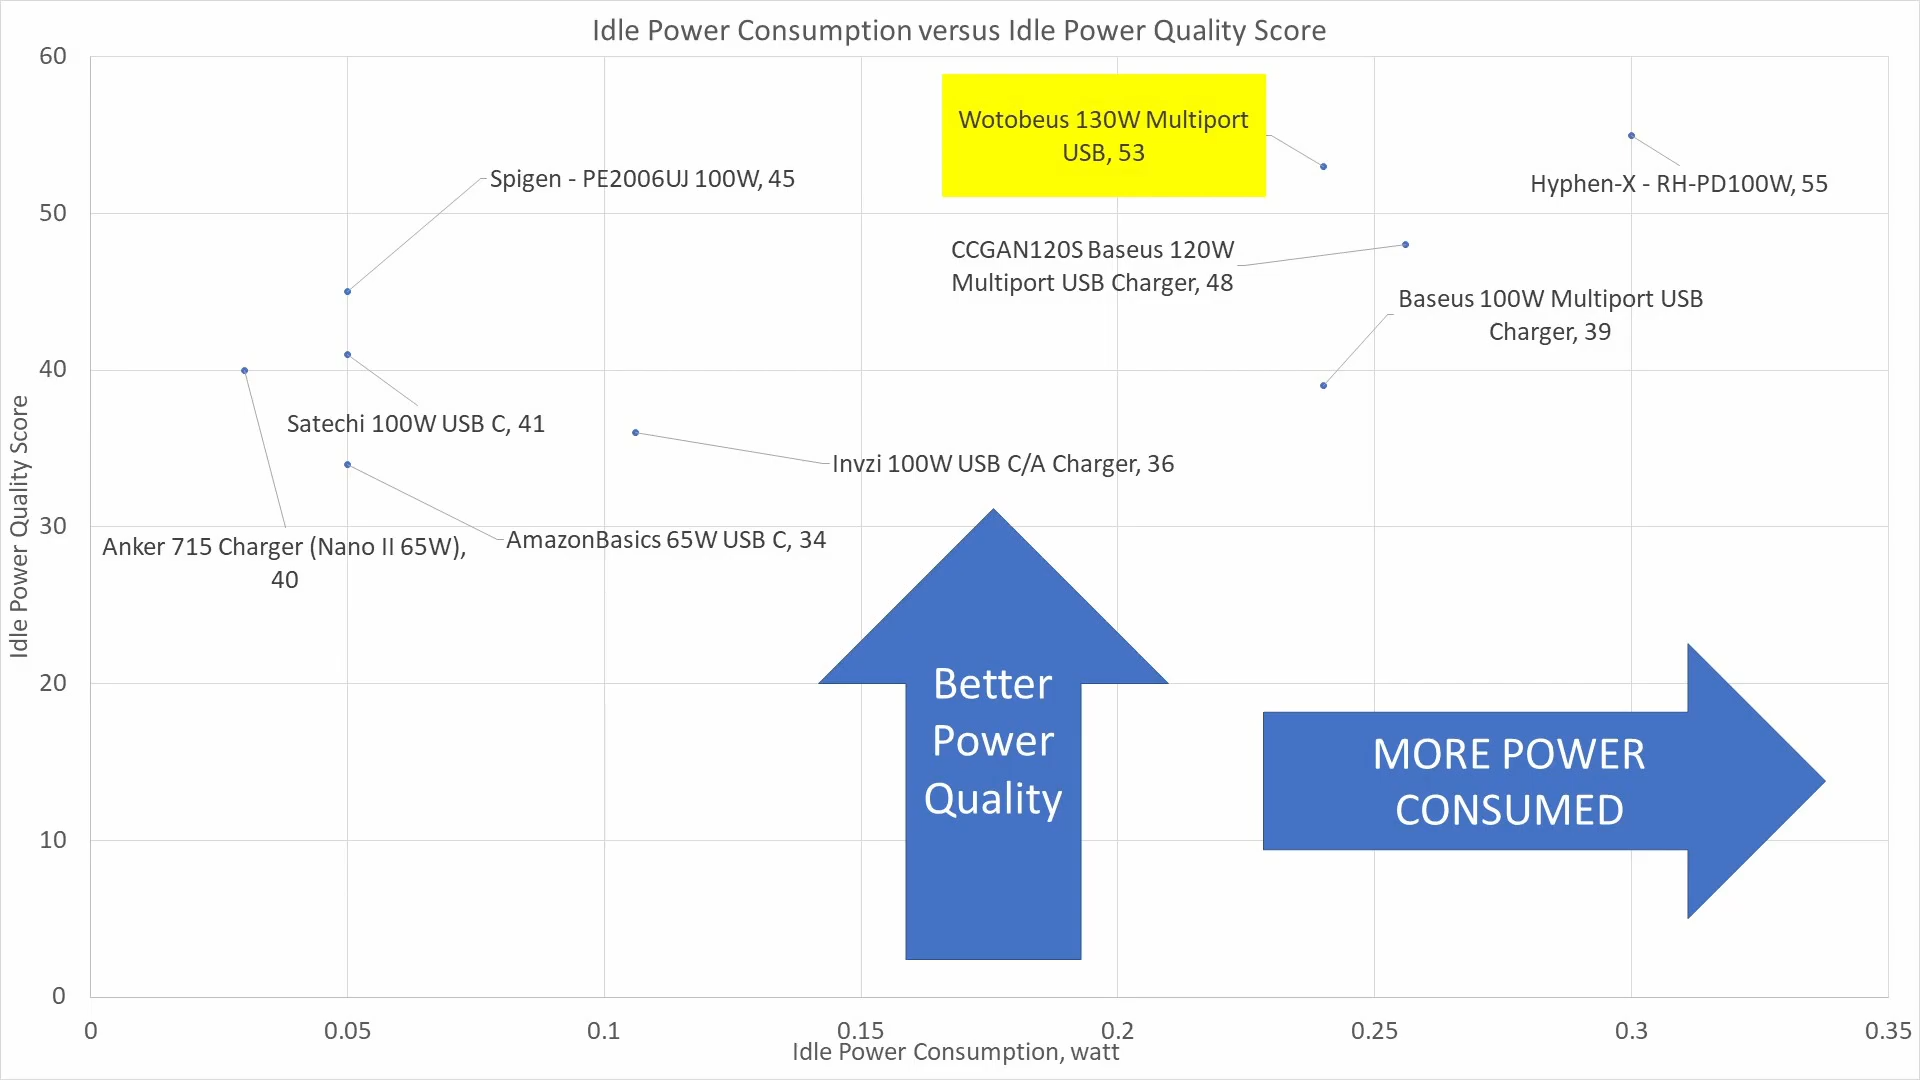 Idle Power Consumption versus Idle Power Quality Score
60
50
40
30
20
10
0
Idle Power Quality Score
Wotobeus 130W Multiport
USB, 53
Spigen - PE2006UJ 100W, 45
Hyphen-X - RH-PD100W, 55
CCGAN120S Baseus 120W
Multiport USB Charger, 48
Baseus 100W Multiport USB
Charger, 39
Satechi 100W USB C, 41
Invzi 100W USB C/A Charger, 36
Anker 715 Charger (Nano II 65W),
40
AmazonBasics 65W USB C, 34
Better
Power
Quality
MORE POWER
CONSUMED
0
0.05
0.1
0.15
0.2
0.25
0.3
0.35
Idle Power Consumption, watt